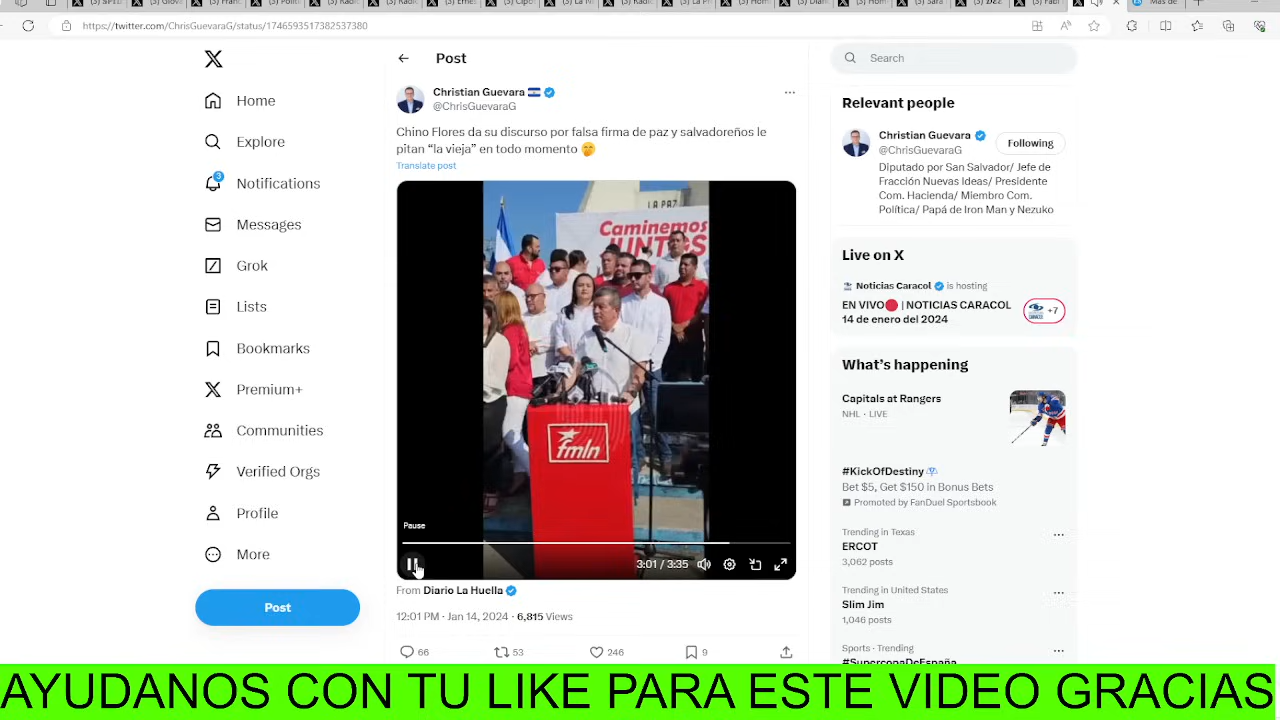 https://twitter.com/ChrisGuevaraG/status/1746593517382537380
Home
Explore
3
Notifications
Messages
Grok
Lists
Bookmarks
Premium+
Communities
Verified Orgs
Profile
More
Post
Post
Christian Guevara
@ChrisGuevaraG
Chino Flores da su discurso por falsa firma de paz y salvadoreños le
pitan “la vieja” en todo momento
Translate post
LA PAZ
Caminemos
JUNTOS
fmln
Pause
3:01 / 3:35
From Diario La Huella
12:01 PM · Jan 14, 2024 · 6,815 Views
66
53
246
9
Search
Relevant people
Christian Guevara
@ChrisGuevaraG
Following
Diputado por San Salvador/ Jefe de
Fracción Nuevas Ideas/ Presidente
Com. Hacienda/ Miembro Com.
Política/ Papá de Iron Man y Nezuko
Live on X
Noticias Caracol is hosting
EN VIVO🔴 | NOTICIAS CARACOL
14 de enero del 2024
+7
What’s happening
Capitals at Rangers
NHL · LIVE
#KickOfDestiny
Bet $5, Get $150 in Bonus Bets
Promoted by FanDuel Sportsbook
Trending in Texas
ERCOT
3,062 posts
Trending in United States
Slim Jim
1,046 posts
Sports · Trending
#SupercopaDeEspaña
AYUDANOS CON TU LIKE PARA ESTE VIDEO GRACIAS